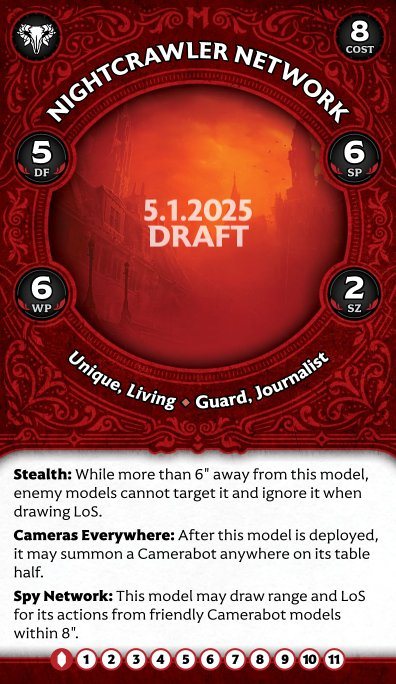 8
COST
NIGHTCRAWLER NETWORK
5
DF
6
SP
5.1.2025
DRAFT
6
WP
2
SZ
Unique, Living ⬥ Guard, Journalist
Stealth: While more than 6" away from this model,
enemy models cannot target it and ignore it when
drawing LoS.
Cameras Everywhere: After this model is deployed,
it may summon a Camerabot anywhere on its table
half.
Spy Network: This model may draw range and LoS
for its actions from friendly Camerabot models
within 8".
1 2 3 4 5 6 7 8 9 10 11